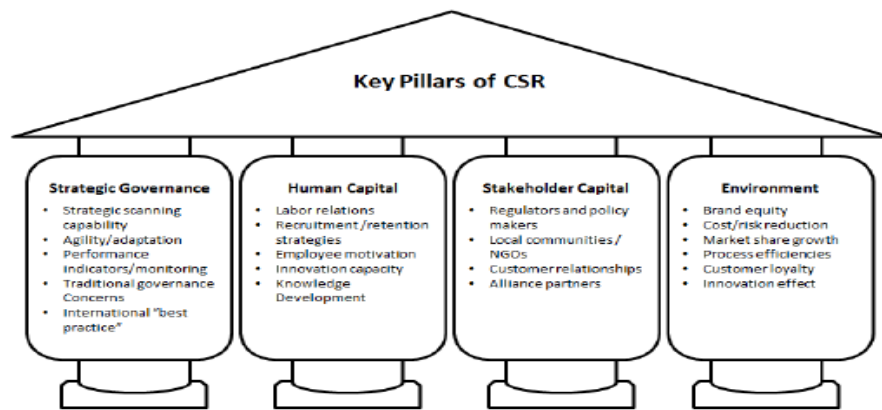 Key Pillars of CSR
Strategic Governance
• Strategic scanning
capability
• Agility/adaptation
• Performance
indicators/monitoring
• Traditional governance
Concerns
• International "best
practice"
Human Capital
• Labor relations
• Recruitment/retention
strategies
• Employee motivation
• Innovation capacity
• Knowledge
Development
Stakeholder Capital
• Regulators and policy
makers
• Local communities /
NGOs
• Customer relationships
• Alliance partners
Environment
• Brand equity
• Cost/risk reduction
• Market share growth
• Process efficiencies
• Customer loyalty
• Innovation effect